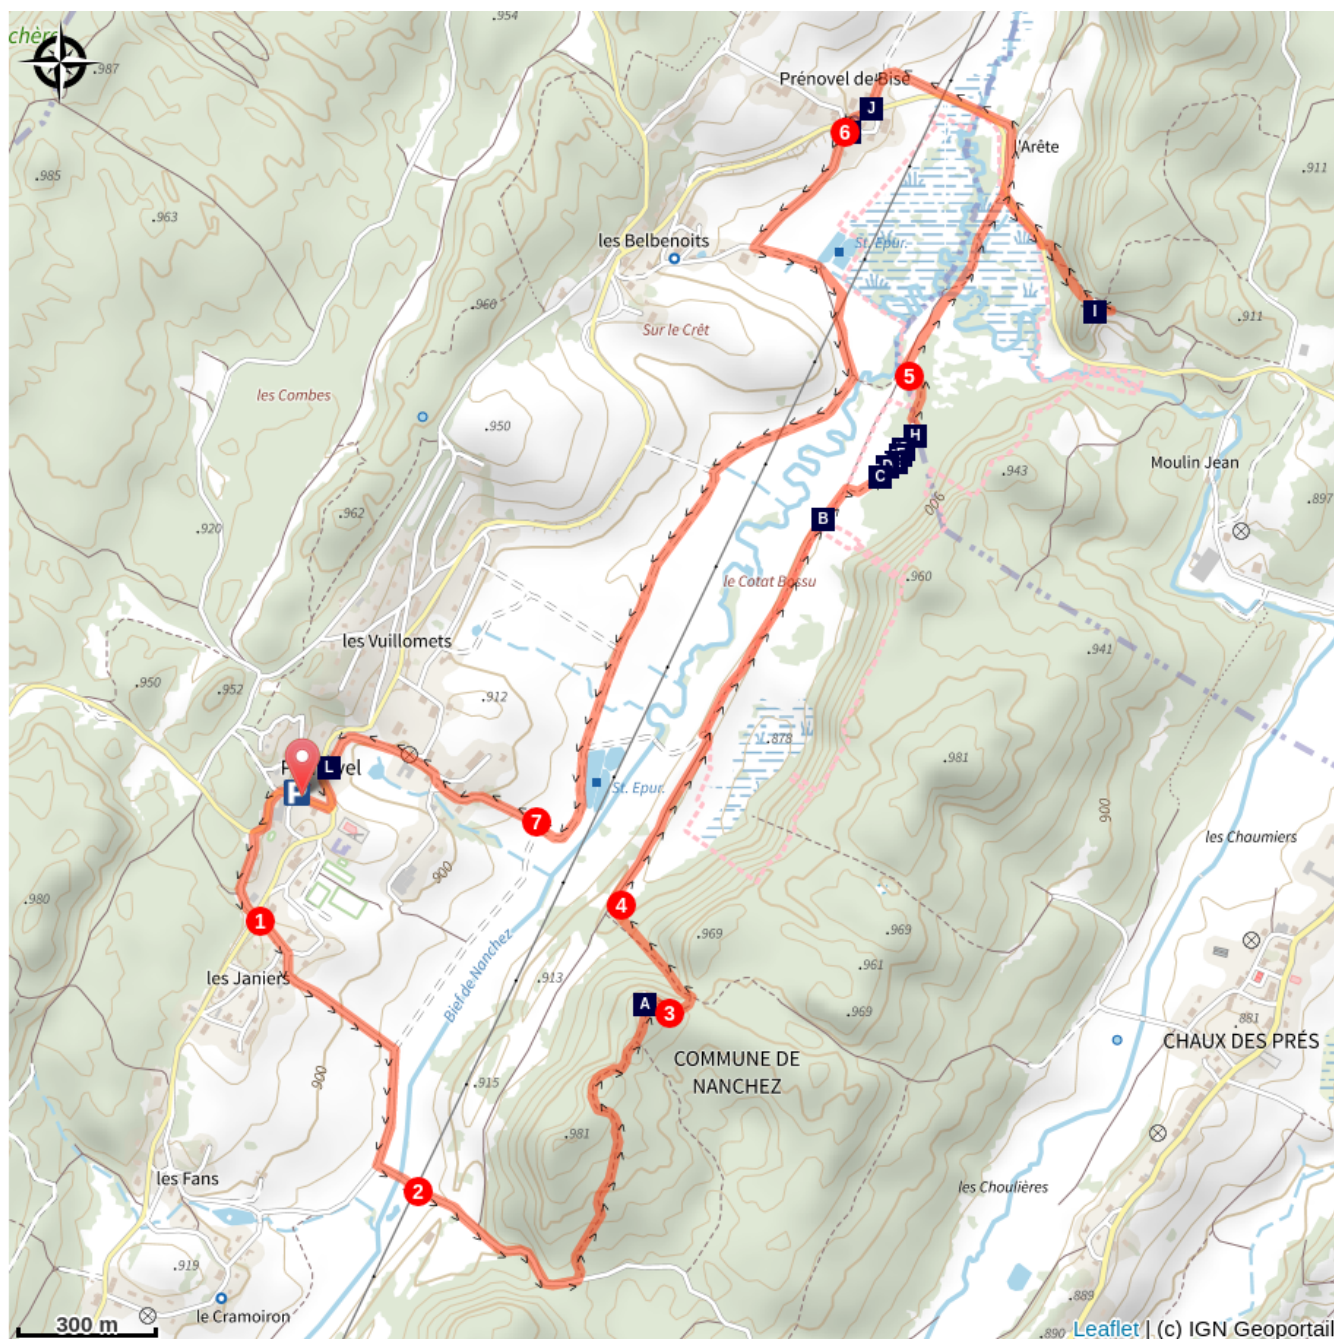 .954
chère
.987
Prénovel de Bise
J
6
l'Arête
.911
.985
.963
les Belbenoits
St. Epur.
.960
I
.911
Sur le Crêt
5
les Combes
.950
H
C
Moulin Jean
.943
.897
900
B
.962
.920
le Cotat Bossu
.960
les Vuillomets
.941
.950
.952
.912
.878
.981
L
P
St. Epur.
7
900
les Chaumiers
900
.980
4
1
.969
.969
.961
Bief de Nanchez
.913
les Janiers
A
3
.969
.881
CHAUX DES PRÉS
COMMUNE DE
NANCHEZ
900
.915
.981
les Fans
2
les Choulières
.919
le Cramoiron
.889
300 m
.890
Leaflet | (c) IGN Geoportail